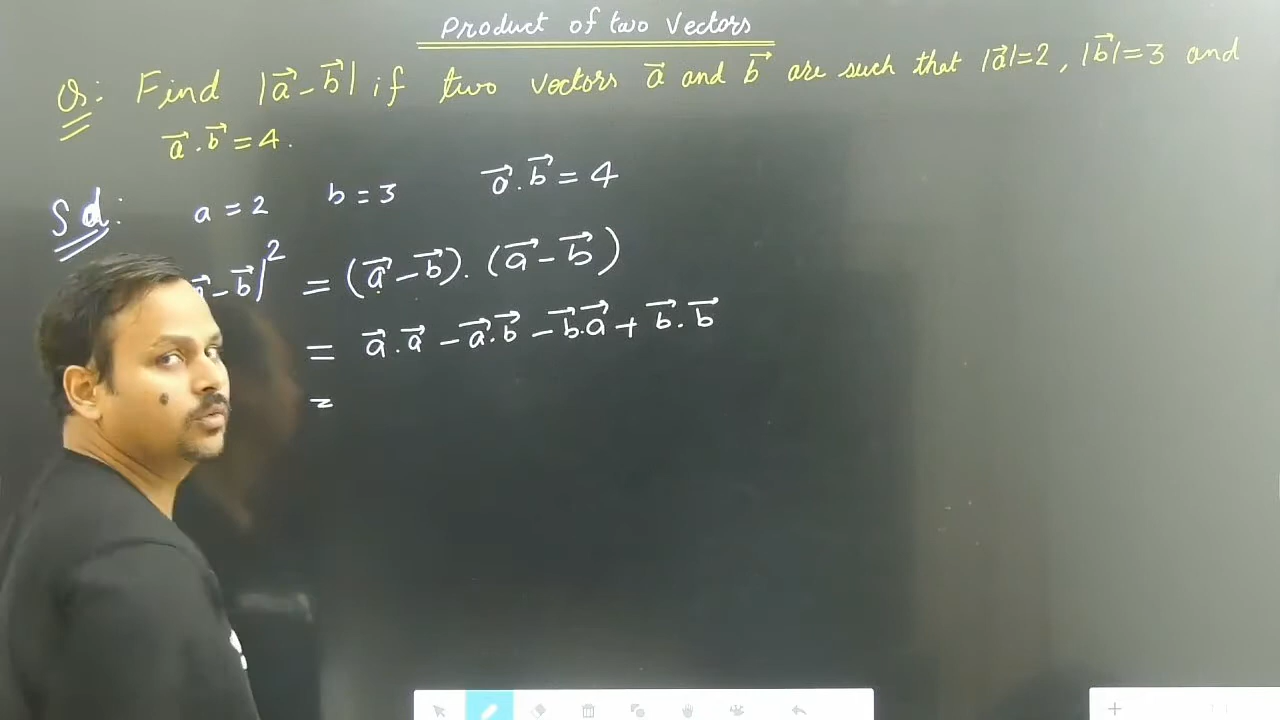 Product of two Vectors
Q: Find |a⃗ - b⃗| if two vectors a⃗ and b⃗ are such that |a⃗|=2, |b⃗|=3 and
a⃗.b⃗ = 4.
Sol: a = 2 b = 3 a⃗.b⃗ = 4
a⃗ - b⃗|² = (a⃗ - b⃗).(a⃗ - b⃗)
= a⃗.a⃗ - a⃗.b⃗ - b⃗.a⃗ + b⃗.b⃗
=